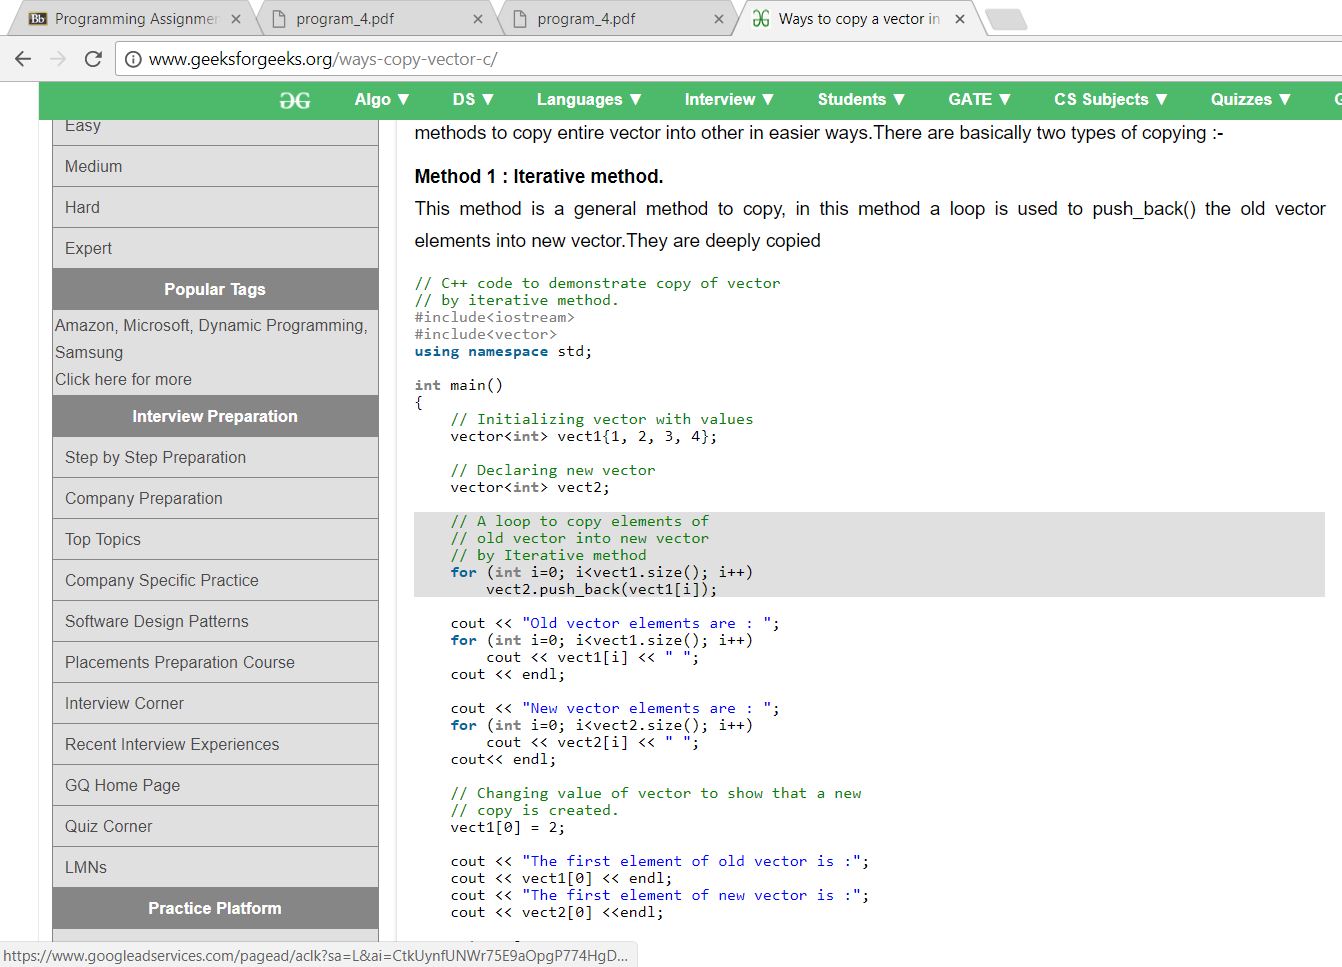 Programming Assignmen
program_4.pdf
program_4.pdf
Ways to copy a vector in
www.geeksforgeeks.org/ways-copy-vector-c/
Algo ▼ DS ▼ Languages ▼ Interview ▼ Students ▼ GATE ▼ CS Subjects ▼ Quizzes ▼
Easy
Medium
Hard
Expert
Popular Tags
Amazon, Microsoft, Dynamic Programming,
Samsung
Click here for more
Interview Preparation
Step by Step Preparation
Company Preparation
Top Topics
Company Specific Practice
Software Design Patterns
Placements Preparation Course
Interview Corner
Recent Interview Experiences
GQ Home Page
Quiz Corner
LMNs
Practice Platform
methods to copy entire vector into other in easier ways.There are basically two types of copying :-
Method 1 : Iterative method.
This method is a general method to copy, in this method a loop is used to push_back() the old vector
elements into new vector.They are deeply copied
// C++ code to demonstrate copy of vector
// by iterative method.
#include<iostream>
#include<vector>
using namespace std;
int main()
{
// Initializing vector with values
vector<int> vect1{1, 2, 3, 4};
// Declaring new vector
vector<int> vect2;
// A loop to copy elements of
// old vector into new vector
// by Iterative method
for (int i=0; i<vect1.size(); i++)
vect2.push_back(vect1[i]);
cout << "Old vector elements are : ";
for (int i=0; i<vect1.size(); i++)
cout << vect1[i] << " ";
cout << endl;
cout << "New vector elements are : ";
for (int i=0; i<vect2.size(); i++)
cout << vect2[i] << " ";
cout<< endl;
// Changing value of vector to show that a new
// copy is created.
vect1[0] = 2;
cout << "The first element of old vector is :";
cout << vect1[0] << endl;
cout << "The first element of new vector is :";
cout << vect2[0] <<endl;
https://www.googleadservices.com/pagead/aclk?sa=L&ai=CtkUynfUNWr75E9aOpgP774HgD...